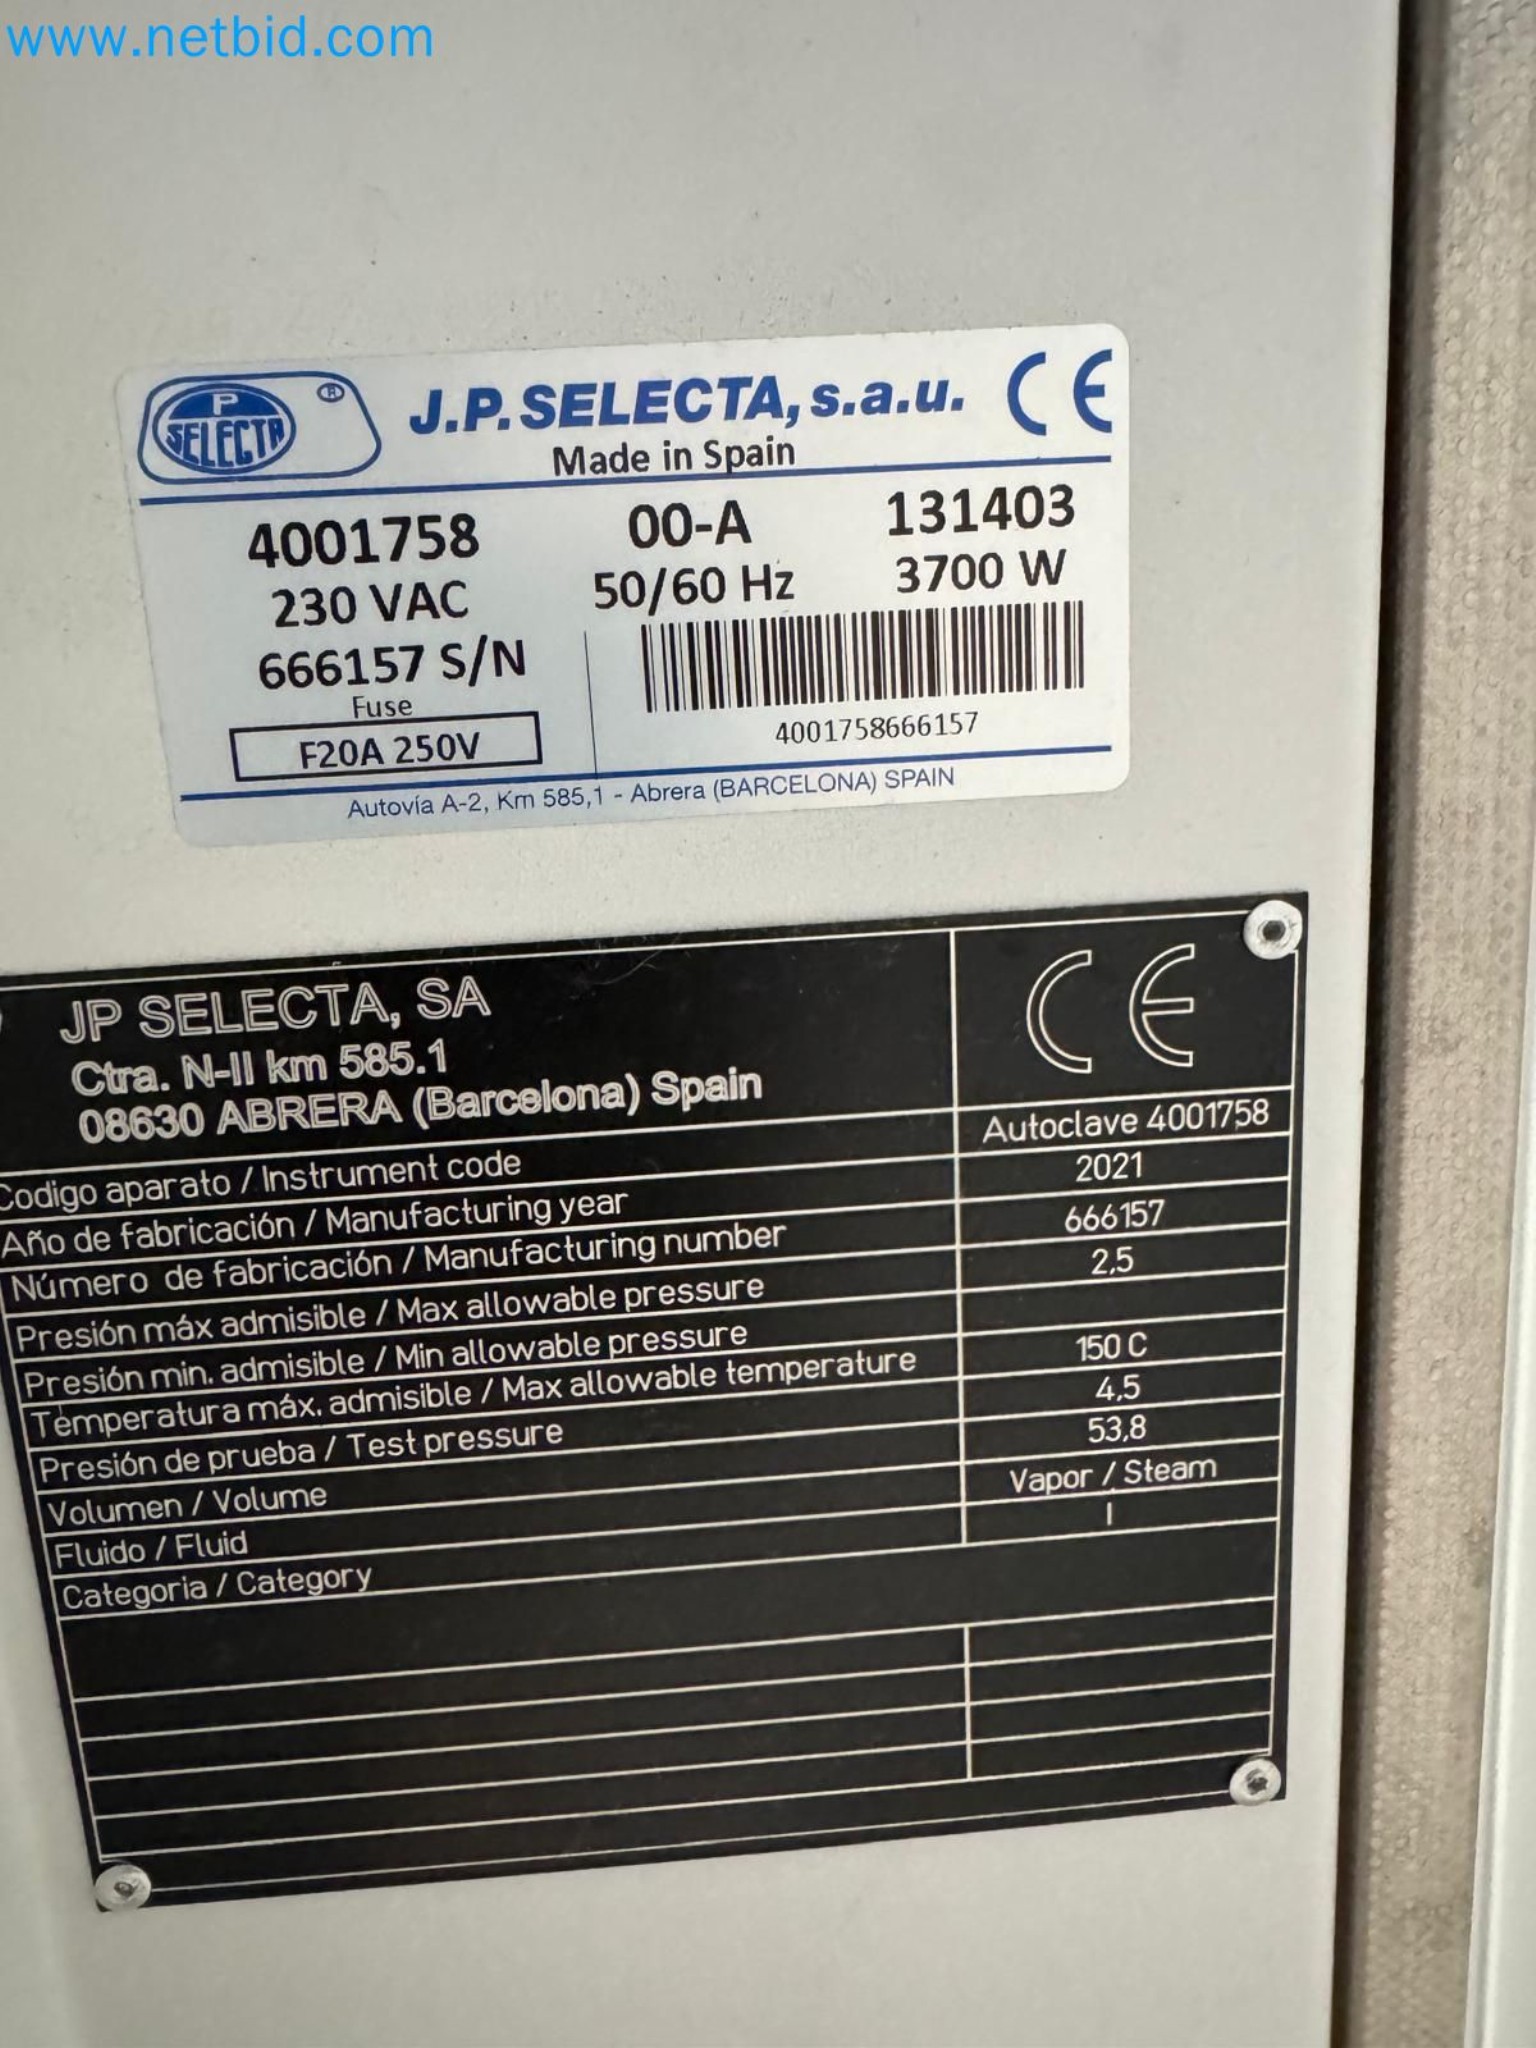 www.netbid.com
P
SELECTA
®
J.P. SELECTA, s.a.u. CE
Made in Spain
4001758 00-A 131403
230 VAC 50/60 Hz 3700 W
666157 S/N
Fuse
F20A 250V
4001758666157
Autovía A-2, Km 585,1 - Abrera (BARCELONA) SPAIN
JP SELECTA, SA
Ctra. N-II km 585.1
08630 ABRERA (Barcelona) Spain
CE
Codigo aparato / Instrument code Autoclave 4001758
Año de fabricación / Manufacturing year 2021
Número de fabricación / Manufacturing number 666157
Presión máx admisible / Max allowable pressure 2,5
Presión min. admisible / Min allowable pressure
Temperatura máx. admisible / Max allowable temperature 150 C
Presión de prueba / Test pressure 4,5
Volumen / Volume 53,8
Fluido / Fluid Vapor / Steam
Categoria / Category I